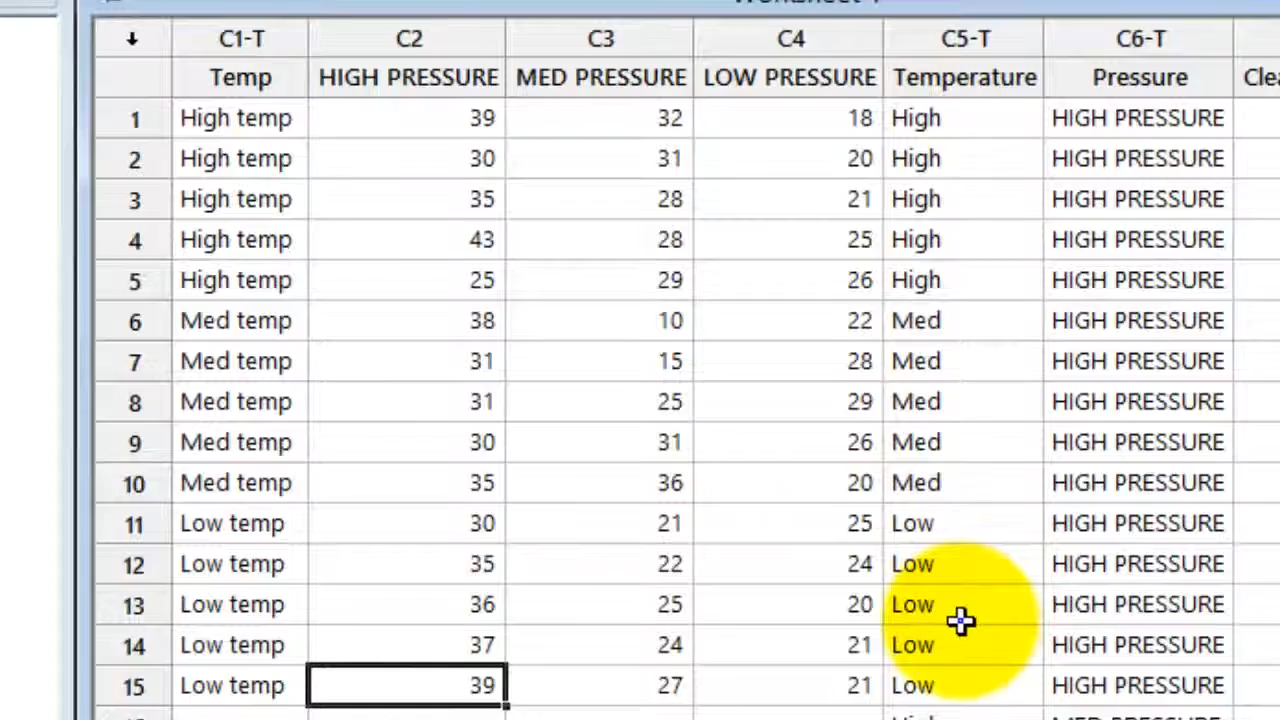 C1-T C2 C3 C4 C5-T C6-T
Temp HIGH PRESSURE MED PRESSURE LOW PRESSURE Temperature Pressure
1 High temp 39 32 18 High HIGH PRESSURE
2 High temp 30 31 20 High HIGH PRESSURE
3 High temp 35 28 21 High HIGH PRESSURE
4 High temp 43 28 25 High HIGH PRESSURE
5 High temp 25 29 26 High HIGH PRESSURE
6 Med temp 38 10 22 Med HIGH PRESSURE
7 Med temp 31 15 28 Med HIGH PRESSURE
8 Med temp 31 25 29 Med HIGH PRESSURE
9 Med temp 30 31 26 Med HIGH PRESSURE
10 Med temp 35 36 20 Med HIGH PRESSURE
11 Low temp 30 21 25 Low HIGH PRESSURE
12 Low temp 35 22 24 Low HIGH PRESSURE
13 Low temp 36 25 20 Low HIGH PRESSURE
14 Low temp 37 24 21 Low HIGH PRESSURE
15 Low temp 39 27 21 Low HIGH PRESSURE